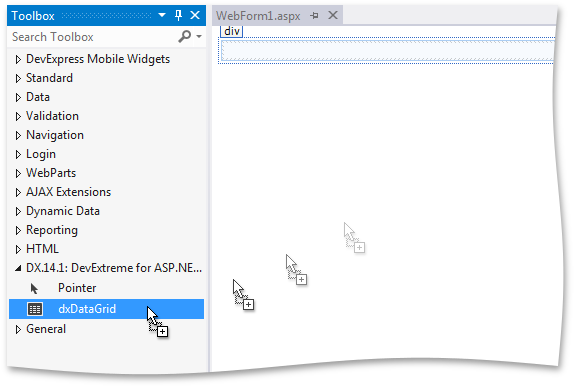 Toolbox
WebForm1.aspx
Search Toolbox
div
DevExpress Mobile Widgets
Standard
Data
Validation
Navigation
Login
WebParts
AJAX Extensions
Dynamic Data
Reporting
HTML
DX.14.1: DevExtreme for ASP.NE...
Pointer
dxDataGrid
General